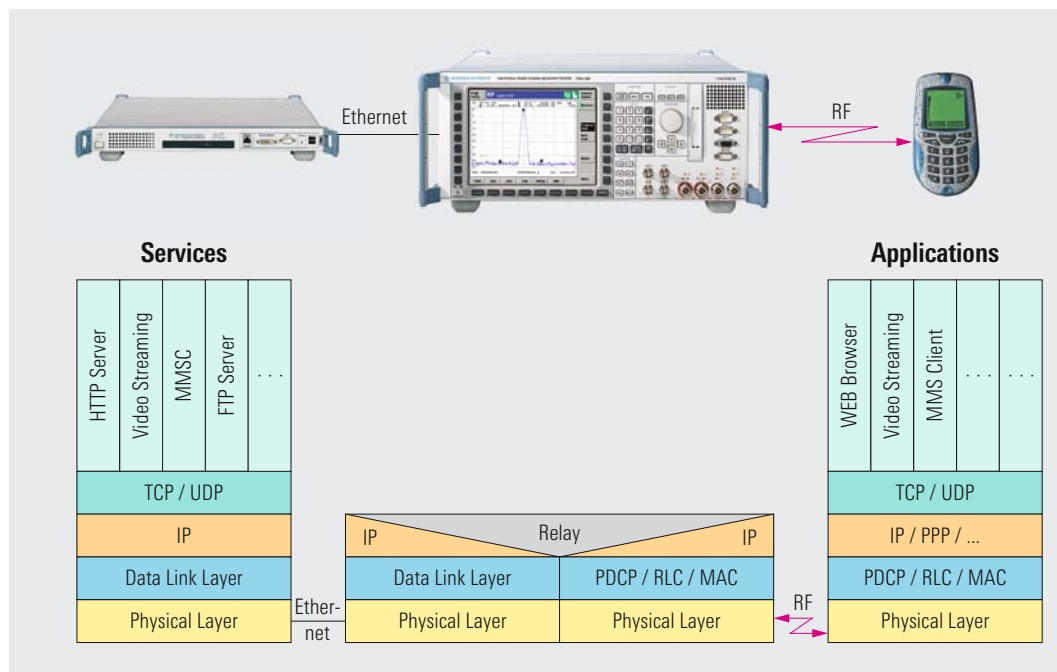 Ethernet
RF
Services
Applications
HTTP Server
Video Streaming
MMSC
FTP Server
. . .
WEB Browser
Video Streaming
MMS Client
. . .
. . .
TCP / UDP
TCP / UDP
IP
IP
Relay
IP
IP / PPP / ...
Data Link Layer
Data Link Layer
PDCP / RLC / MAC
PDCP / RLC / MAC
Physical Layer
Ether-
net
Physical Layer
Physical Layer
RF
Physical Layer